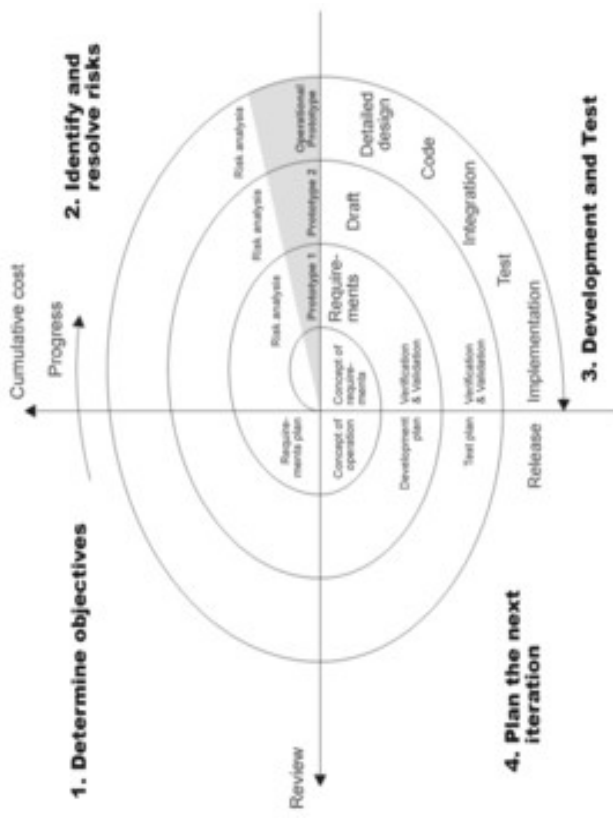 Cumulative cost
Progress
1. Determine objectives
2. Identify and
resolve risks
Risk analysis
Risk analysis
Risk analysis
Require-
ments plan
Prototype 1
Prototype 2
Operational
Prototype
Review
Concept of
operation
Concept of
require-
ments
Require-
ments
Draft
Detailed
design
Development
plan
Verification
& Validation
Code
Test plan
Verification
& Validation
Integration
Test
Release
Implementation
4. Plan the next
iteration
3. Development and Test